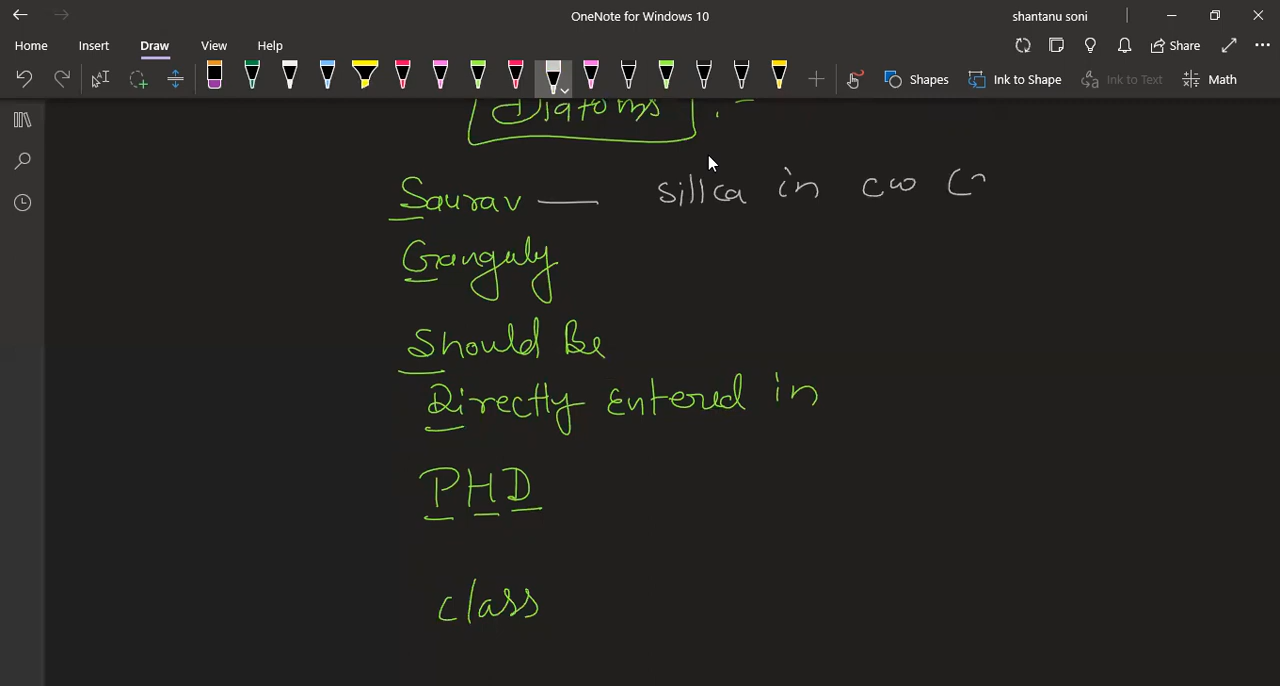 OneNote for Windows 10
shantanu soni
Home Insert Draw View Help
Share
Shapes Ink to Shape Ink to Text Math
Diatoms :-
Saurav — silica in cw (
Ganguly
Should Be
Directly Entered in
PHD
class